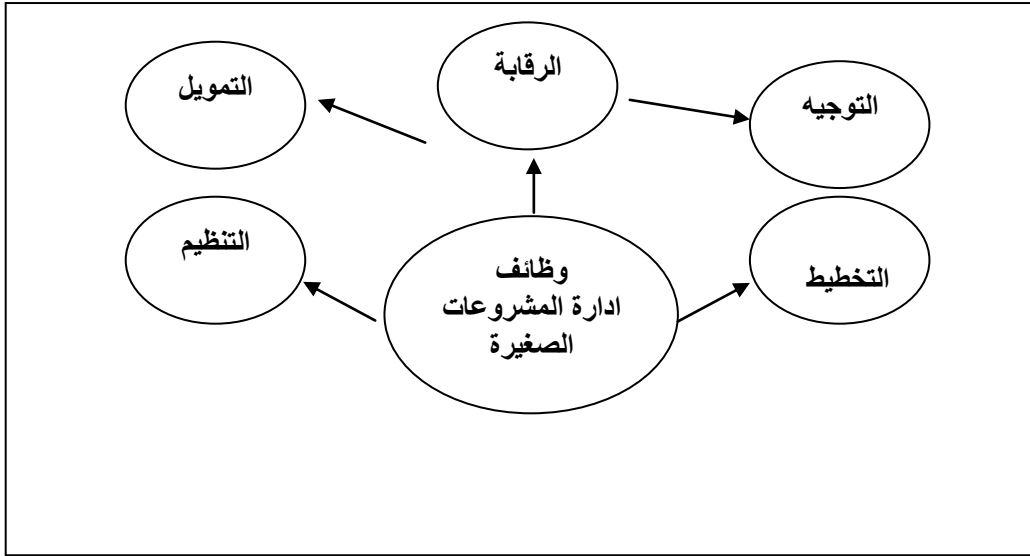 الرقابة
التوجيه
التمويل
التخطيط
التنظيم
وظائف
ادارة المشروعات
الصغيرة